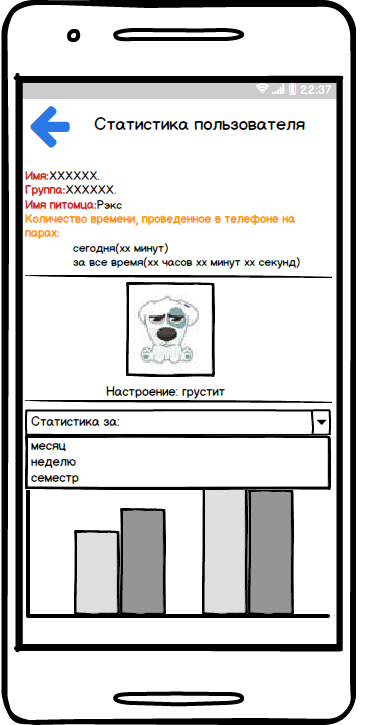 22:37
Статистика пользователя
Имя:XXXXXX.
Группа:XXXXXX.
Имя питомца:Рэкс
Количество времени, проведенное в телефоне на
парах:
сегодня(xx минут)
за все время(xx часов xx минут xx секунд)
Настроение: грустит
Статистика за:
месяц
неделю
семестр